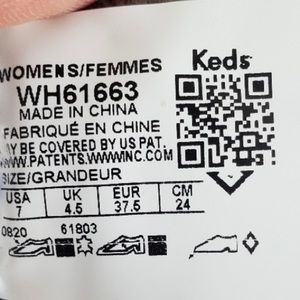 Keds
WOMENS/FEMMES
WH61663
MADE IN CHINA
FABRIQUÉ EN CHINE
MAY BE COVERED BY US PAT.
WWW.PATENTS.WWWINC.COM
SIZE/GRANDEUR
USA UK EUR CM
7 4.5 37.5 24
0820 61803